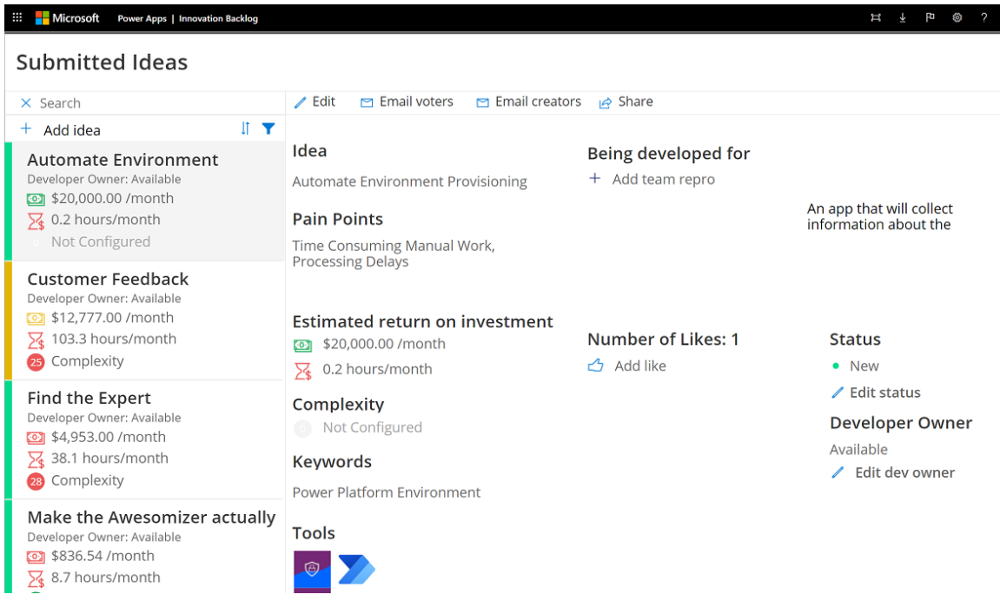 Microsoft Power Apps | Innovation Backlog
Submitted Ideas
Search
Add idea
Automate Environment
Developer Owner: Available
$20,000.00 /month
0.2 hours/month
0 Not Configured
Customer Feedback
Developer Owner: Available
$12,777.00 /month
103.3 hours/month
25 Complexity
Find the Expert
Developer Owner: Available
$4,953.00 /month
38.1 hours/month
28 Complexity
Make the Awesomizer actually
Developer Owner: Available
$836.54 /month
8.7 hours/month
Edit Email voters Email creators Share
Idea
Automate Environment Provisioning
Pain Points
Time Consuming Manual Work,
Processing Delays
Estimated return on investment
$20,000.00 /month
0.2 hours/month
Complexity
0 Not Configured
Keywords
Power Platform Environment
Tools
Being developed for
Add team repro
An app that will collect
information about the
Number of Likes: 1
Add like
Status
New
Edit status
Developer Owner
Available
Edit dev owner